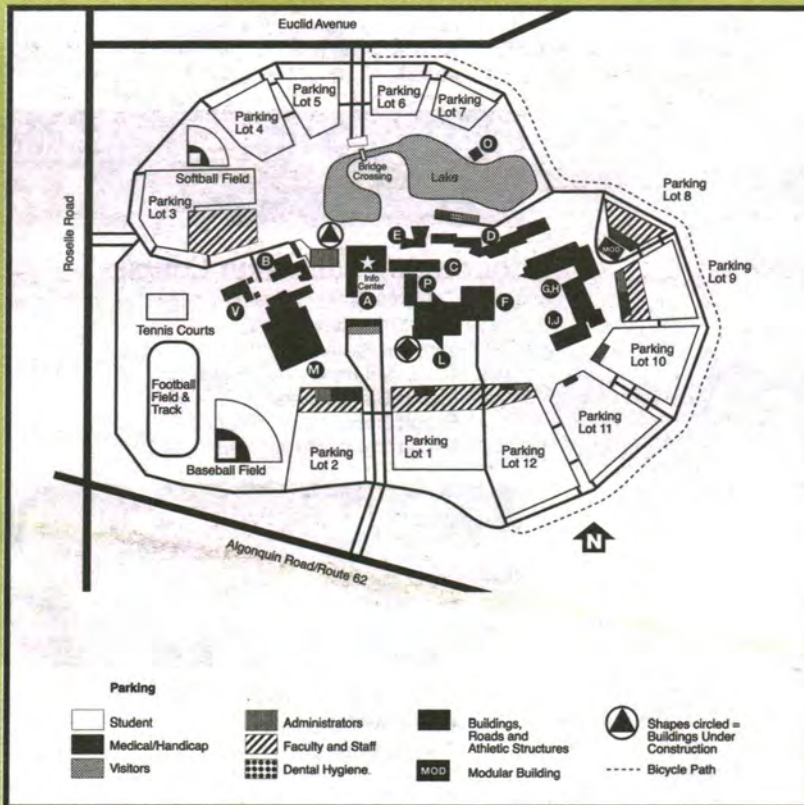 Euclid Avenue
Parking
Lot 5
Parking
Lot 6
Parking
Lot 4
Parking
Lot 7
O
Bridge
Crossing
Lake
Softball Field
Parking
Lot 3
Parking
Lot 8
Roselle Road
MOD
E
D
B
Info
Center
C
Parking
Lot 9
A
P
G,H
F
V
I,J
Tennis Courts
L
M
Parking
Lot 10
Football
Field &
Track
Parking
Lot 11
Baseball Field
Parking
Lot 2
Parking
Lot 1
Parking
Lot 12
N
Algonquin Road/Route 62
Parking
Student
Medical/Handicap
Visitors
Administrators
Faculty and Staff
Dental Hygiene.
Buildings,
Roads and
Athletic Structures
MOD
Modular Building
Shapes circled =
Buildings Under
Construction
Bicycle Path